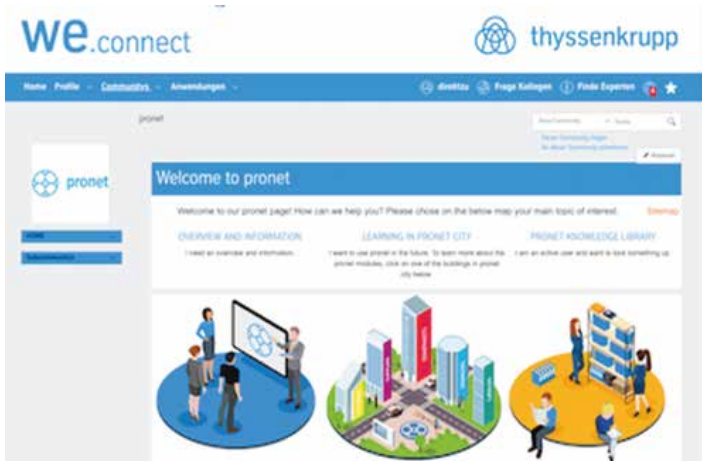 we.connect
thyssenkrupp
Home Profile Communitys Anwendungen direktzu Frage Kollegen Finde Experten
pronet
pronet
Welcome to pronet
Welcome to our pronet page! How can we help you? Please chose on the below map your main topic of interest. Sitemap
HOME
OVERVIEW AND INFORMATION
I need an overview and information.
LEARNING IN PRONET CITY
I want to use pronet in the future. To learn more about the
pronet modules, click on one of the buildings in pronet
city below
PRONET KNOWLEDGE LIBRARY
I am an active user and want to look something up.